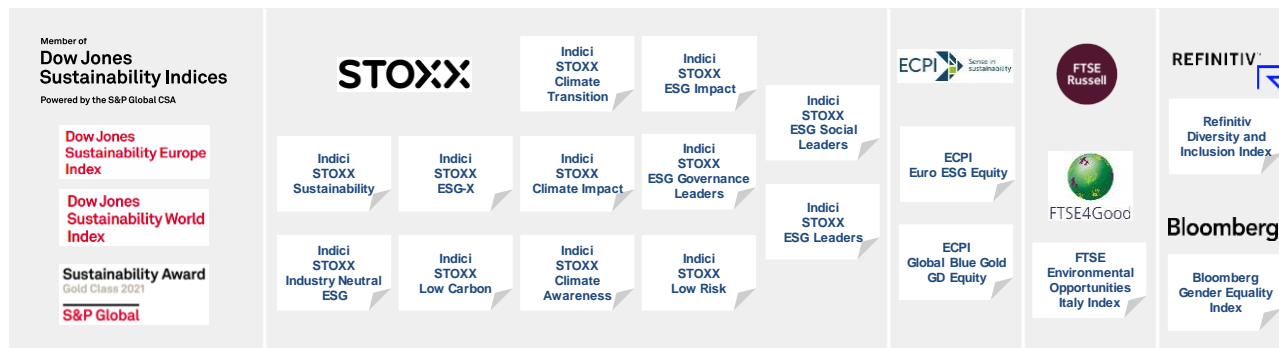 Member of
Dow Jones
Sustainability Indices
Powered by the S&P Global CSA
Dow Jones
Sustainability Europe
Index
Dow Jones
Sustainability World
Index
Sustainability Award
Gold Class 2021
S&P Global
STOXX
Indici
STOXX
Climate
Transition
Indici
STOXX
ESG Impact
Indici
STOXX
ESG Social
Leaders
Indici
STOXX
Sustainability
Indici
STOXX
ESG-X
Indici
STOXX
Climate Impact
Indici
STOXX
ESG Governance
Leaders
Indici
STOXX
ESG Leaders
Indici
STOXX
Industry Neutral
ESG
Indici
STOXX
Low Carbon
Indici
STOXX
Climate
Awareness
Indici
STOXX
Low Risk
ECPI
Sense in
sustainability
ECPI
Euro ESG Equity
ECPI
Global Blue Gold
GD Equity
FTSE
Russell
FTSE4Good
FTSE
Environmental
Opportunities
Italy Index
REFINITIV
Refinitiv
Diversity and
Inclusion Index
Bloomberg
Bloomberg
Gender Equality
Index